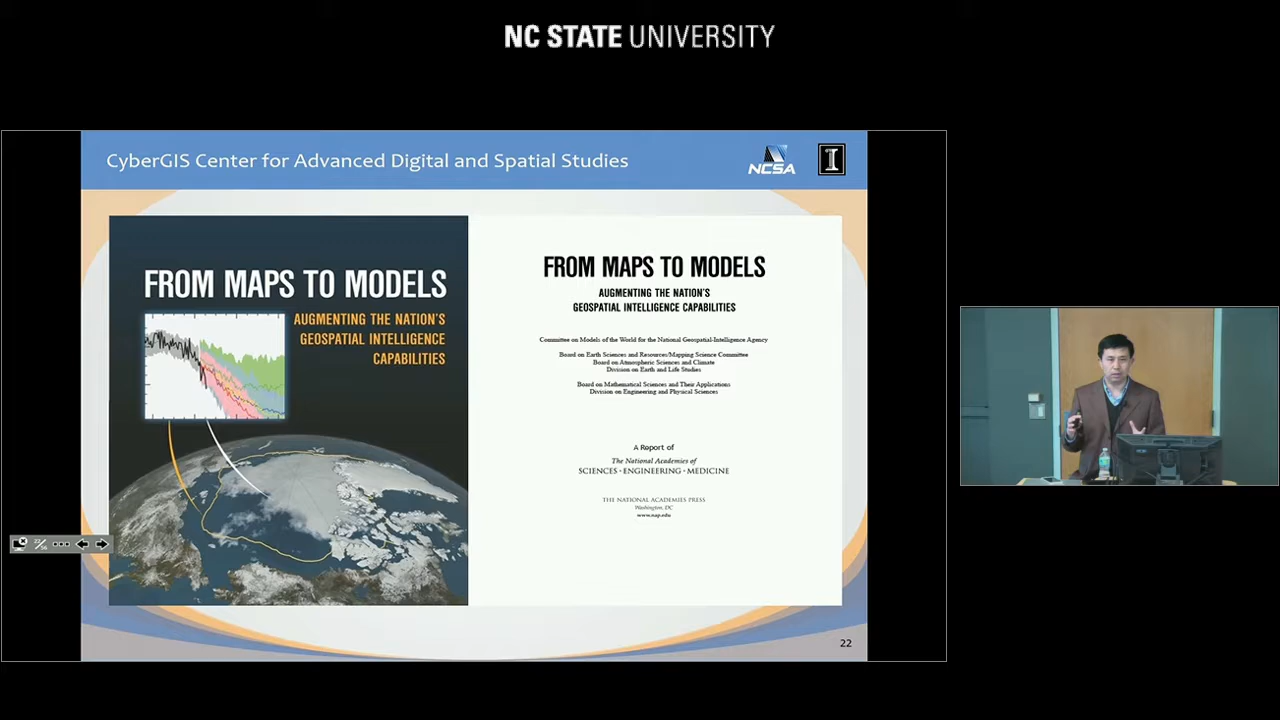 NC STATE UNIVERSITY
CyberGIS Center for Advanced Digital and Spatial Studies
NCSA
I
FROM MAPS TO MODELS
AUGMENTING THE NATION'S
GEOSPATIAL INTELLIGENCE
CAPABILITIES
FROM MAPS TO MODELS
AUGMENTING THE NATION'S
GEOSPATIAL INTELLIGENCE CAPABILITIES
Committee on Models of the World for the National Geospatial-Intelligence Agency
Board on Earth Sciences and Resources/Mapping Science Committee
Board on Atmospheric Sciences and Climate
Division on Earth and Life Studies
Board on Mathematical Sciences and Their Applications
Division on Engineering and Physical Sciences
A Report of
The National Academies of
SCIENCES • ENGINEERING • MEDICINE
THE NATIONAL ACADEMIES PRESS
Washington, DC
www.nap.edu
22